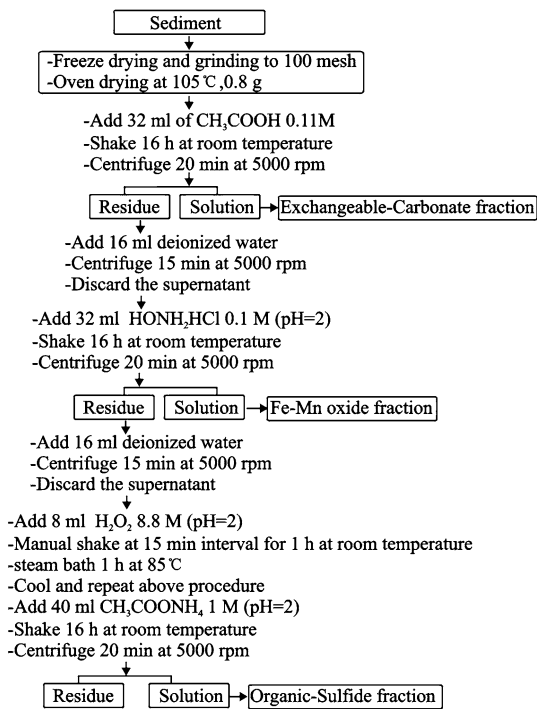 Sediment
-Freeze drying and grinding to 100 mesh
-Oven drying at 105℃,0.8 g
-Add 32 ml of CH₃COOH 0.11M
-Shake 16 h at room temperature
-Centrifuge 20 min at 5000 rpm
Residue Solution Exchangeable-Carbonate fraction
-Add 16 ml deionized water
-Centrifuge 15 min at 5000 rpm
-Discard the supernatant
-Add 32 ml HONH₂HCl 0.1 M (pH=2)
-Shake 16 h at room temperature
-Centrifuge 20 min at 5000 rpm
Residue Solution Fe-Mn oxide fraction
-Add 16 ml deionized water
-Centrifuge 15 min at 5000 rpm
-Discard the supernatant
-Add 8 ml H₂O₂ 8.8 M (pH=2)
-Manual shake at 15 min interval for 1 h at room temperature
-steam bath 1 h at 85℃
-Cool and repeat above procedure
-Add 40 ml CH₃COONH₄ 1 M (pH=2)
-Shake 16 h at room temperature
-Centrifuge 20 min at 5000 rpm
Residue Solution Organic-Sulfide fraction